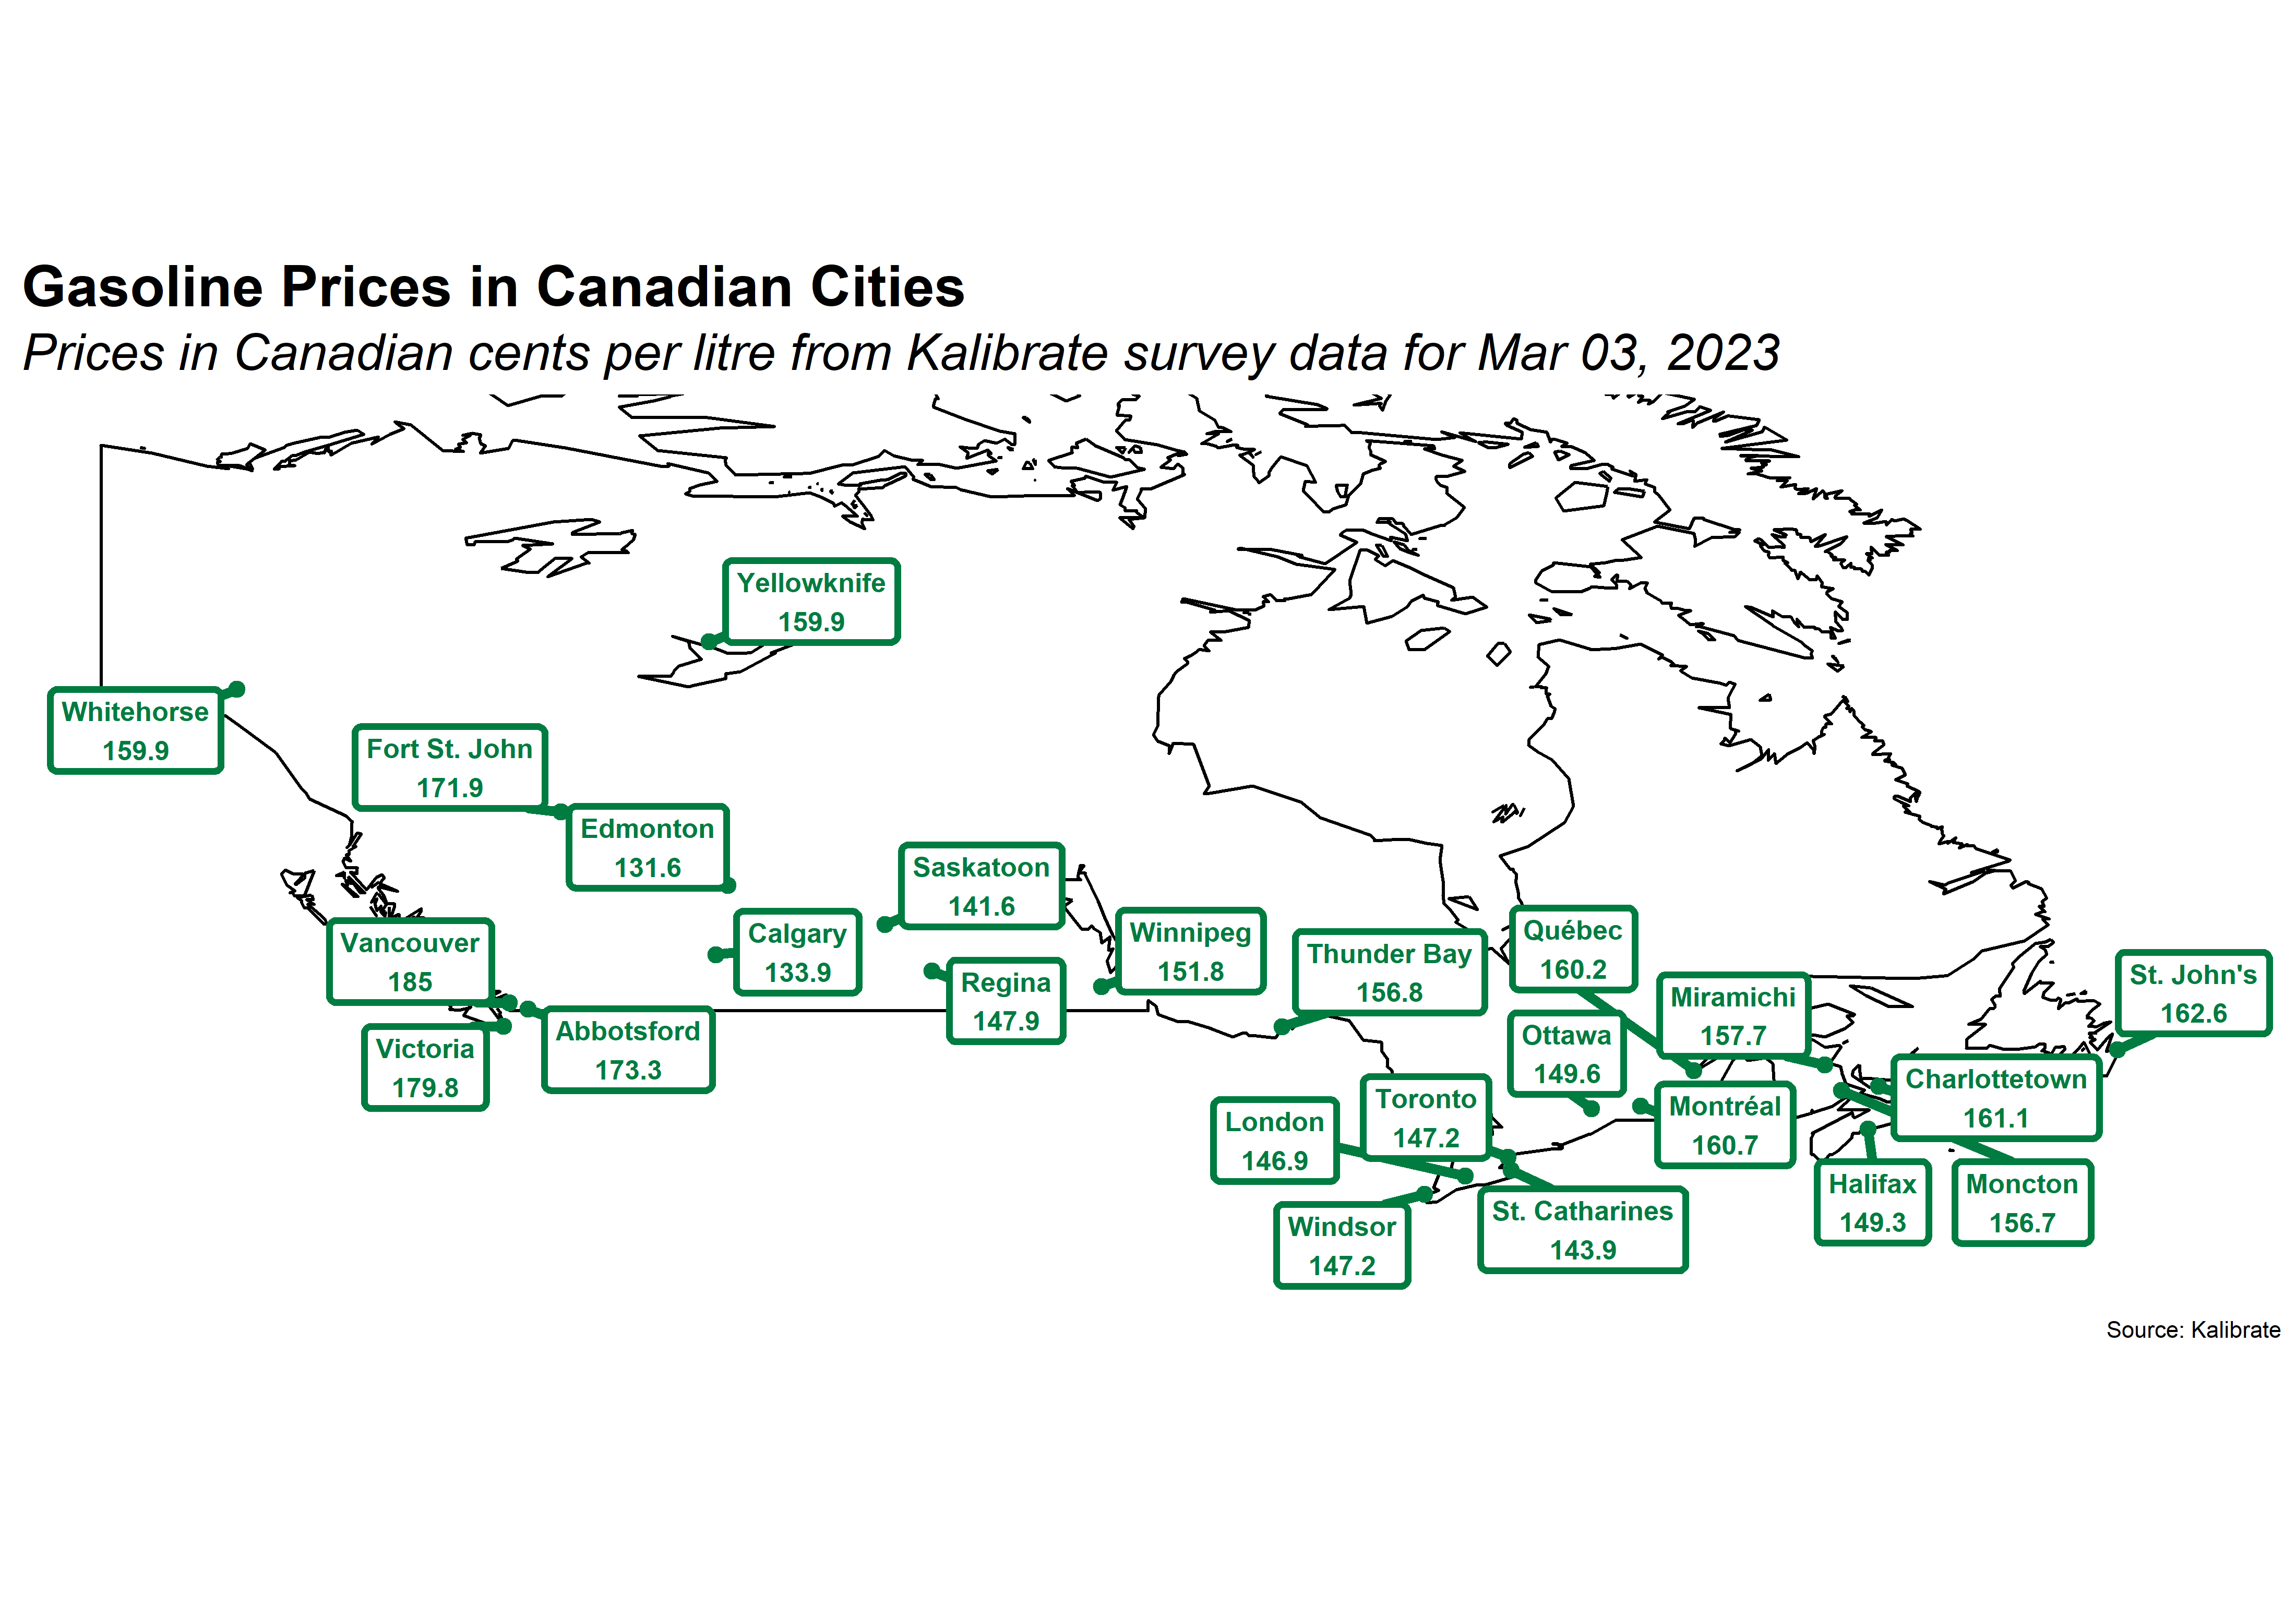 Gasoline Prices in Canadian Cities
Prices in Canadian cents per litre from Kalibrate survey data for Mar 03, 2023
Yellowknife
159.9
Whitehorse
159.9
Fort St. John
171.9
Edmonton
131.6
Saskatoon
141.6
Vancouver
185
Calgary
133.9
Winnipeg
151.8
Regina
147.9
Thunder Bay
156.8
Québec
160.2
Miramichi
157.7
St. John's
162.6
Victoria
179.8
Abbotsford
173.3
Ottawa
149.6
Charlottetown
161.1
Toronto
147.2
Montréal
160.7
London
146.9
Halifax
149.3
Moncton
156.7
Windsor
147.2
St. Catharines
143.9
Source: Kalibrate